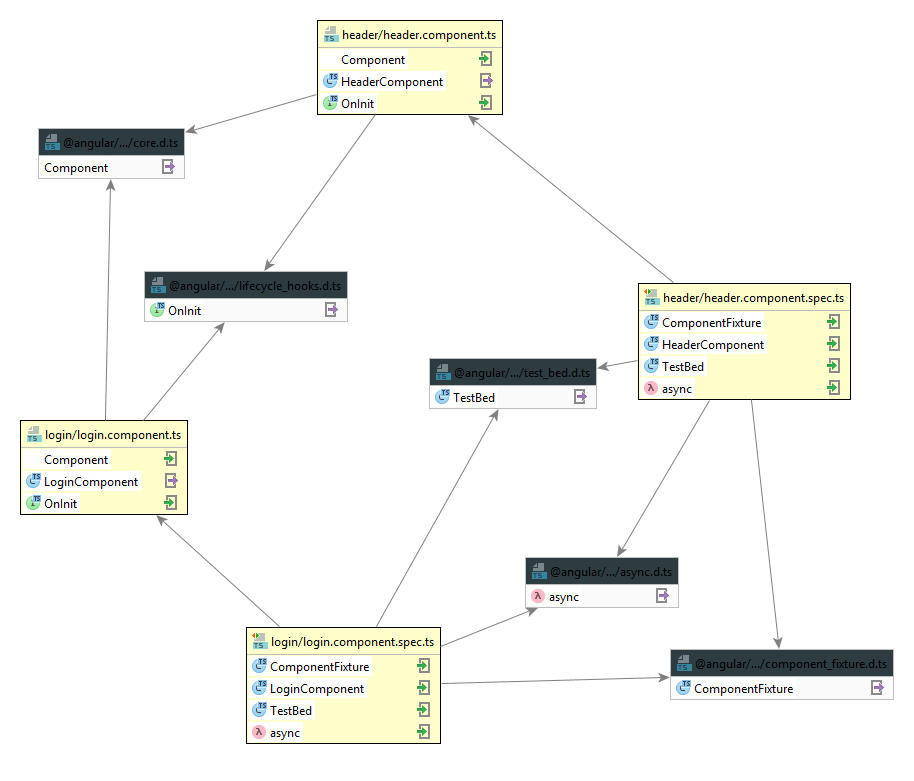 header/header.component.ts
Component
HeaderComponent
OnInit
@angular/.../core.d.ts
Component
@angular/.../lifecycle_hooks.d.ts
OnInit
header/header.component.spec.ts
ComponentFixture
HeaderComponent
TestBed
async
@angular/.../test_bed.d.ts
TestBed
login/login.component.ts
Component
LoginComponent
OnInit
@angular/.../async.d.ts
async
login/login.component.spec.ts
ComponentFixture
LoginComponent
TestBed
async
@angular/.../component_fixture.d.ts
ComponentFixture